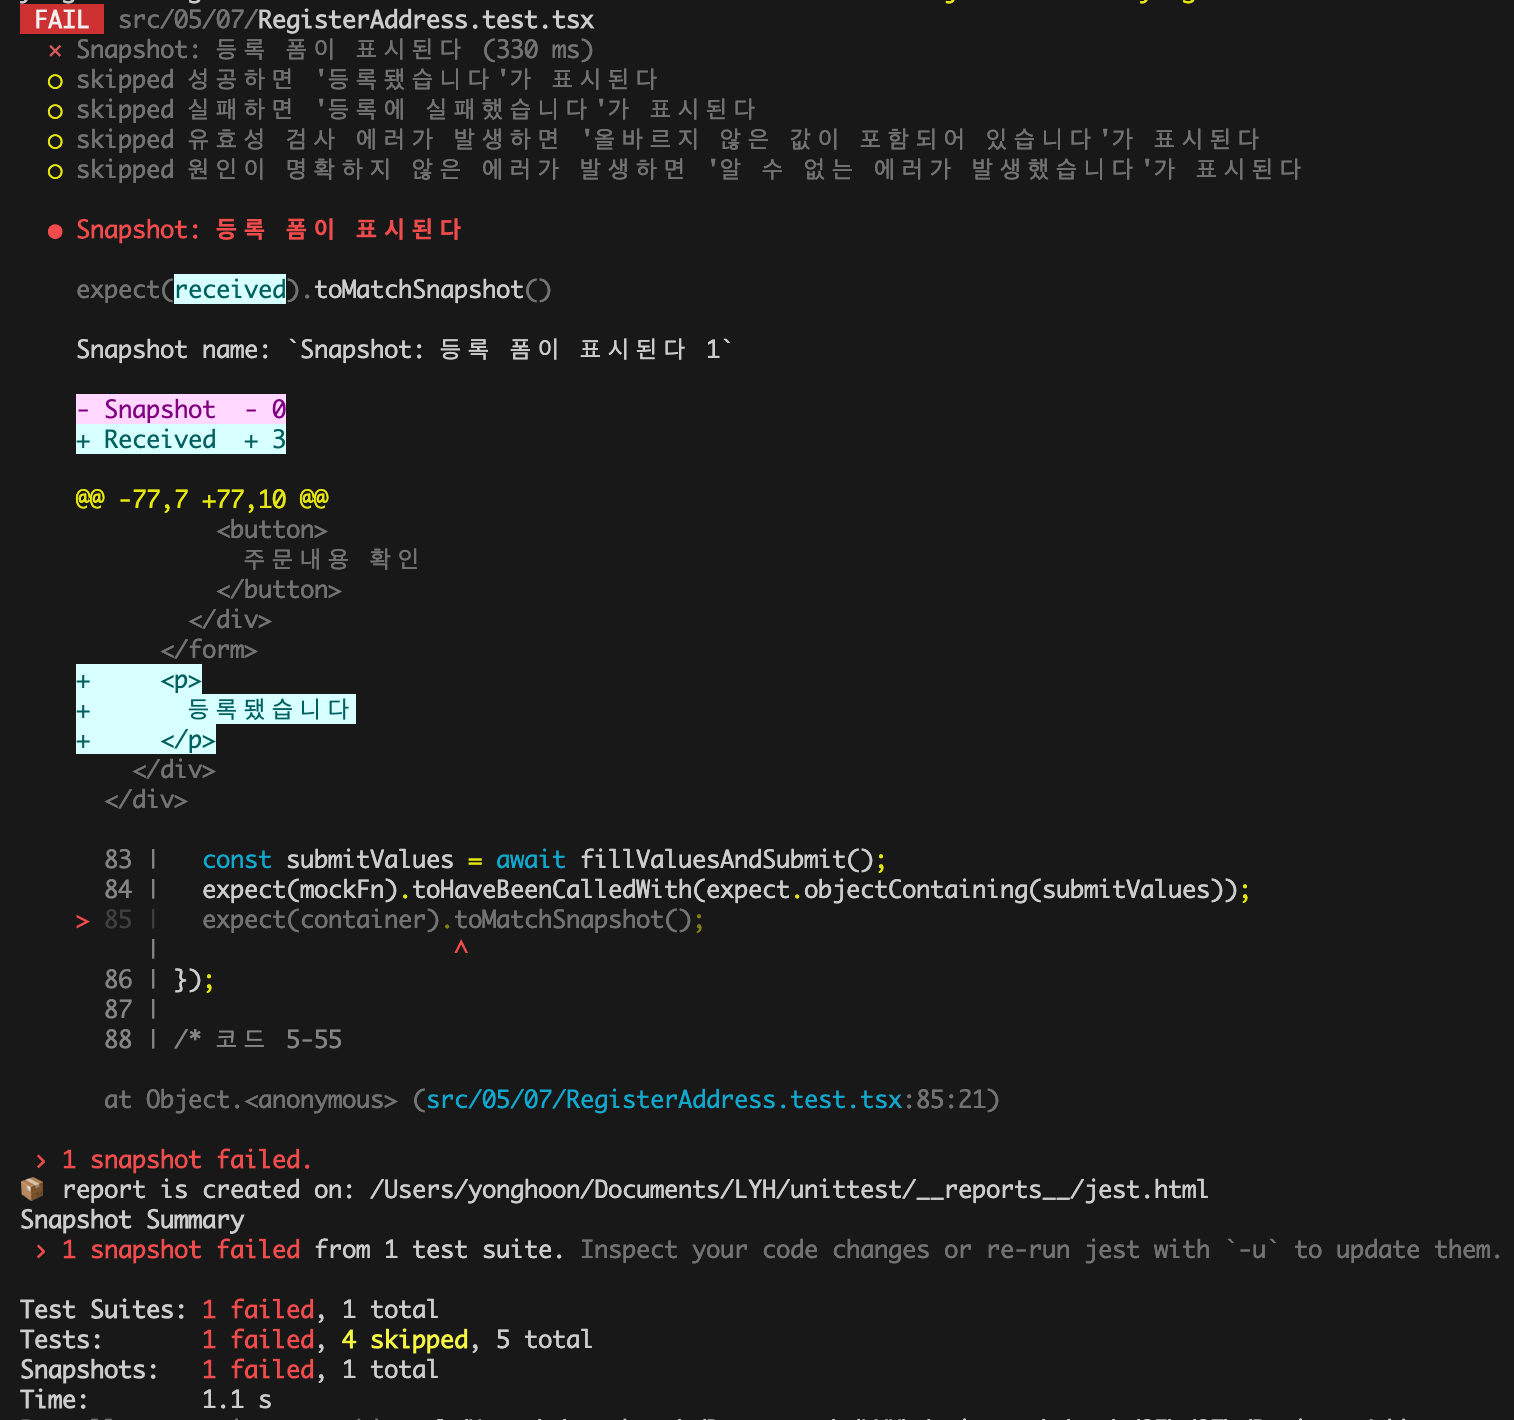 FAIL src/05/07/RegisterAddress.test.tsx
× Snapshot: 등록 폼이 표시된다 (330 ms)
○ skipped 성공하면 '등록됐습니다'가 표시된다
○ skipped 실패하면 '등록에 실패했습니다'가 표시된다
○ skipped 유효성 검사 에러가 발생하면 '올바르지 않은 값이 포함되어 있습니다'가 표시된다
○ skipped 원인이 명확하지 않은 에러가 발생하면 '알 수 없는 에러가 발생했습니다'가 표시된다
● Snapshot: 등록 폼이 표시된다
expect(received).toMatchSnapshot()
Snapshot name: `Snapshot: 등록 폼이 표시된다 1`
- Snapshot - 0
+ Received + 3
@@ -77,7 +77,10 @@
<button>
주문내용 확인
</button>
</div>
</form>
+ <p>
+ 등록됐습니다
+ </p>
</div>
</div>
83 | const submitValues = await fillValuesAndSubmit();
84 | expect(mockFn).toHaveBeenCalledWith(expect.objectContaining(submitValues));
> 85 | expect(container).toMatchSnapshot();
| ^
86 | });
87 |
88 | /* 코드 5-55
at Object.<anonymous> (src/05/07/RegisterAddress.test.tsx:85:21)
› 1 snapshot failed.
📦 report is created on: /Users/yonghoon/Documents/LYH/unittest/__reports__/jest.html
Snapshot Summary
› 1 snapshot failed from 1 test suite. Inspect your code changes or re-run jest with `-u` to update them.
Test Suites: 1 failed, 1 total
Tests: 1 failed, 4 skipped, 5 total
Snapshots: 1 failed, 1 total
Time: 1.1 s